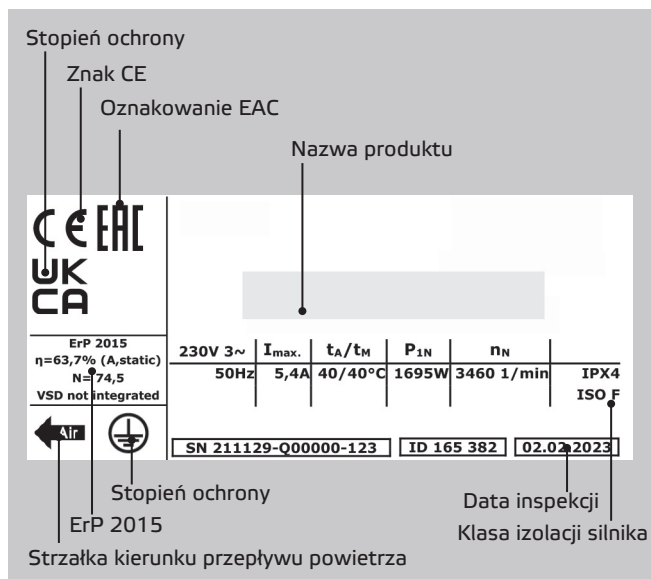 Stopień ochrony
Znak CE
Oznakowanie EAC
Nazwa produktu
CE EAC
UK
CA
ErP 2015
η=63,7% (A,static)
N= 74,5
VSD not integrated
230V 3~ Imax. tA/tM P1N nN
50Hz 5,4A 40/40°C 1695W 3460 1/min IPX4
ISO F
Air
SN 211129-Q00000-123 ID 165 382 02.02.2023
Stopień ochrony
Data inspekcji
ErP 2015
Klasa izolacji silnika
Strzałka kierunku przepływu powietrza